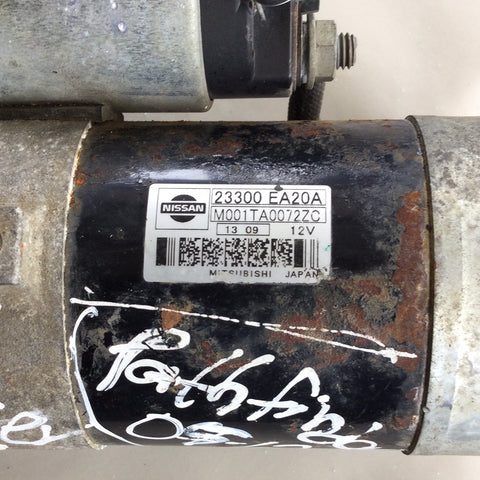 23300 EA20A
NISSAN
M001TA0072ZC
13 09 12V
MITSUBISHI JAPAN
Pathfinder